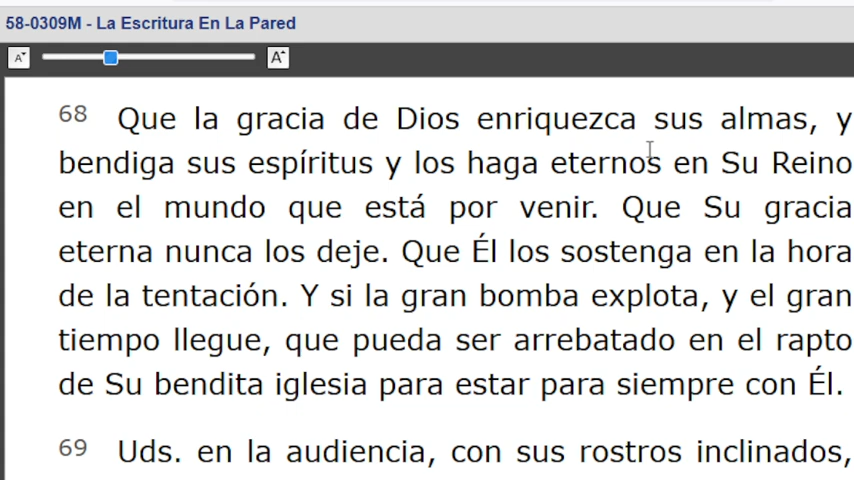 58-0309M - La Escritura En La Pared
A A
68 Que la gracia de Dios enriquezca sus almas, y
bendiga sus espíritus y los haga eternos en Su Reino
en el mundo que está por venir. Que Su gracia
eterna nunca los deje. Que Él los sostenga en la hora
de la tentación. Y si la gran bomba explota, y el gran
tiempo llegue, que pueda ser arrebatado en el rapto
de Su bendita iglesia para estar para siempre con Él.
69 Uds. en la audiencia, con sus rostros inclinados,